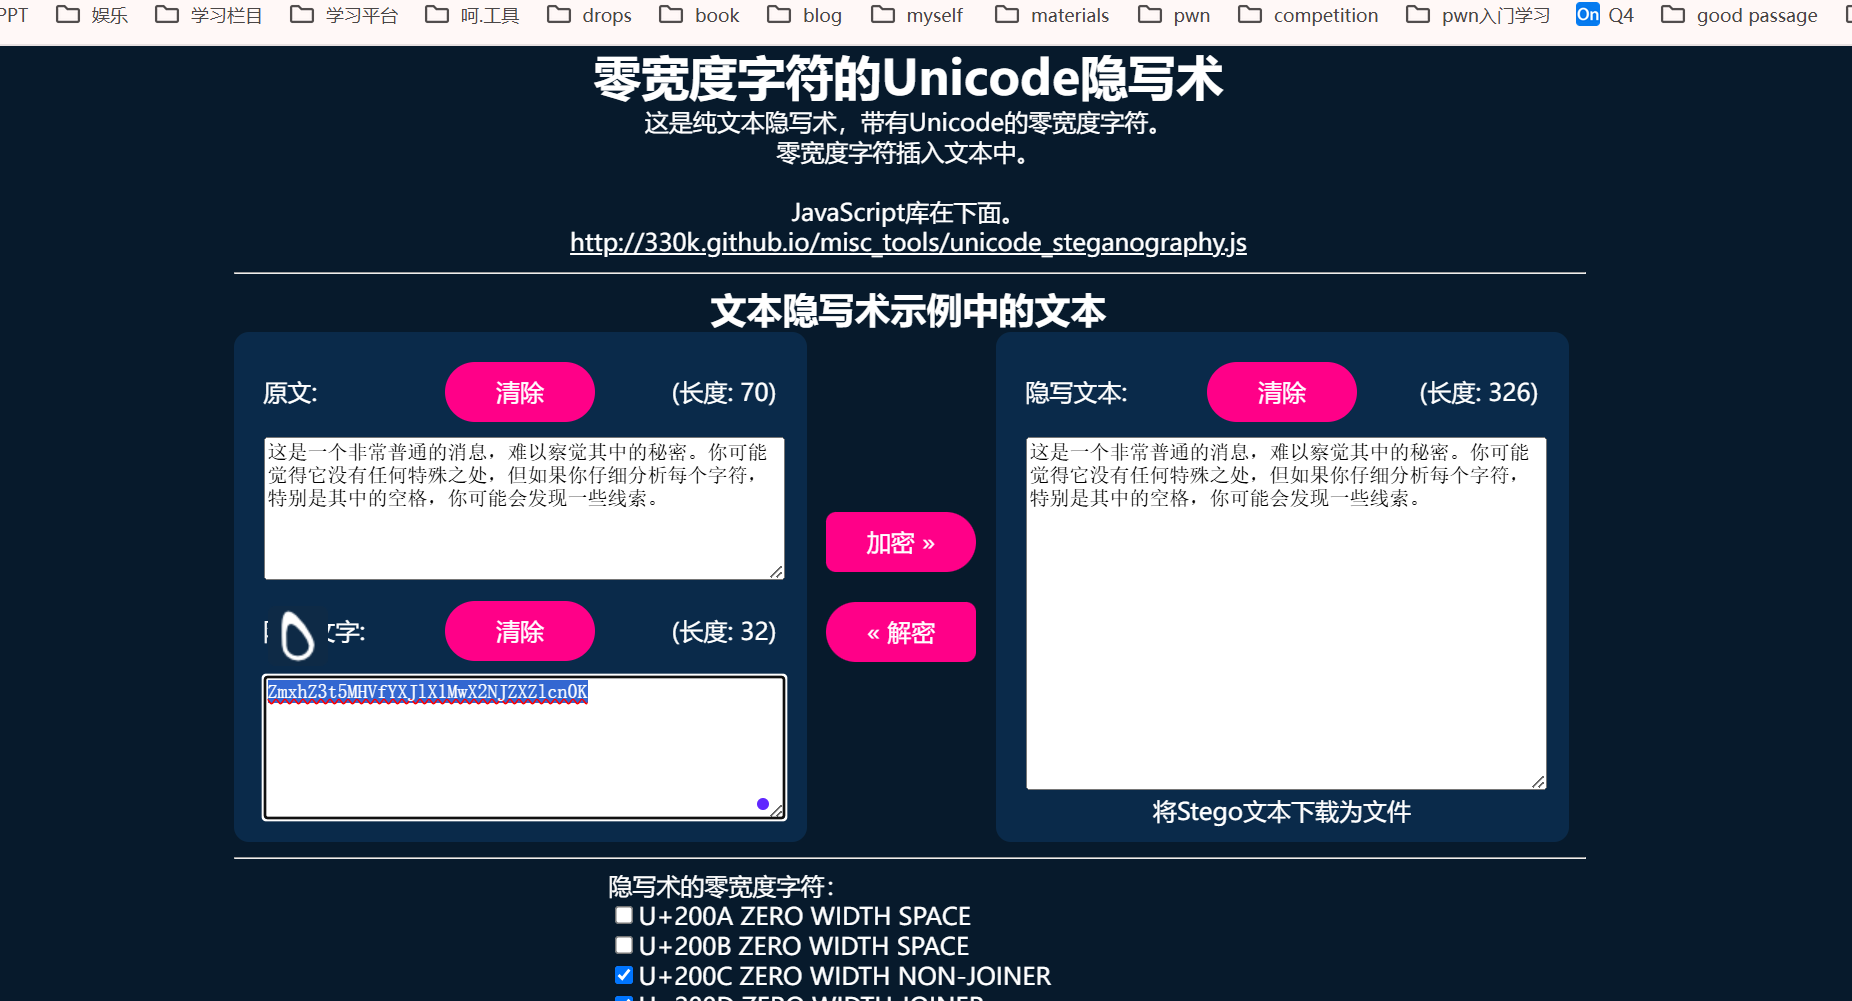 PPT 娱乐 学习栏目 学习平台 呵.工具 drops book blog myself materials pwn competition pwn入门学习 On Q4 good passage
零宽度字符的Unicode隐写术
这是纯文本隐写术，带有Unicode的零宽度字符。
零宽度字符插入文本中。
JavaScript库在下面。
http://330k.github.io/misc_tools/unicode_steganography.js
文本隐写术示例中的文本
原文: 清除 (长度: 70)
这是一个非常普通的消息，难以察觉其中的秘密。你可能
觉得它没有任何特殊之处，但如果你仔细分析每个字符，
特别是其中的空格，你可能会发现一些线索。
文字: 清除 (长度: 32)
ZmxhZ3t5MHVfYXJlX1MwX2NJZXZlcn0K
加密 »
« 解密
隐写文本: 清除 (长度: 326)
这是一个非常普通的消息，难以察觉其中的秘密。你可能
觉得它没有任何特殊之处，但如果你仔细分析每个字符，
特别是其中的空格，你可能会发现一些线索。
将Stego文本下载为文件
隐写术的零宽度字符：
U+200A ZERO WIDTH SPACE
U+200B ZERO WIDTH SPACE
U+200C ZERO WIDTH NON-JOINER
U+200D ZERO WIDTH JOINER